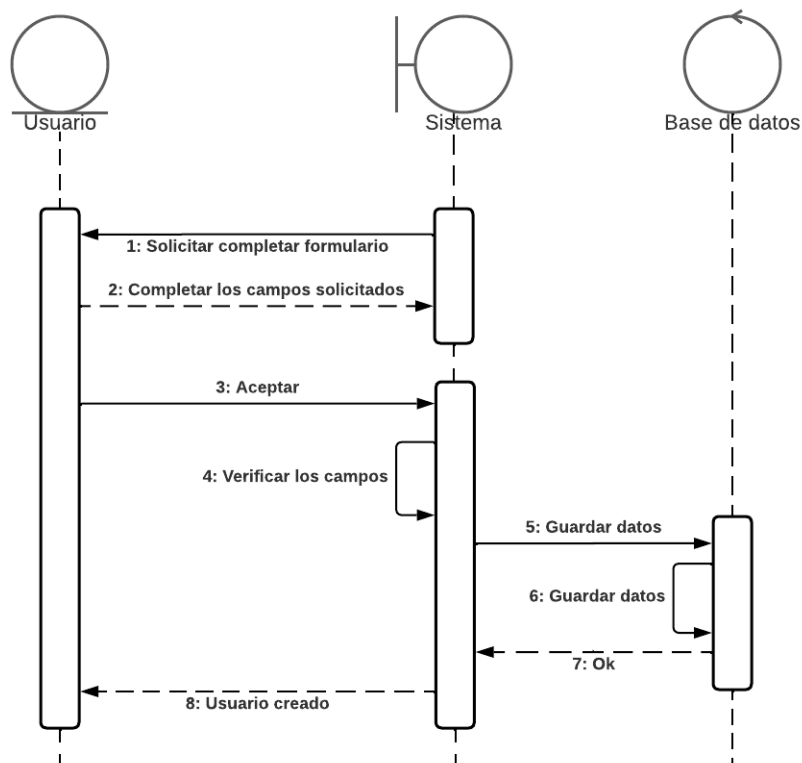 Usuario
Sistema
Base de datos
1: Solicitar completar formulario
2: Completar los campos solicitados
3: Aceptar
4: Verificar los campos
5: Guardar datos
6: Guardar datos
7: Ok
8: Usuario creado